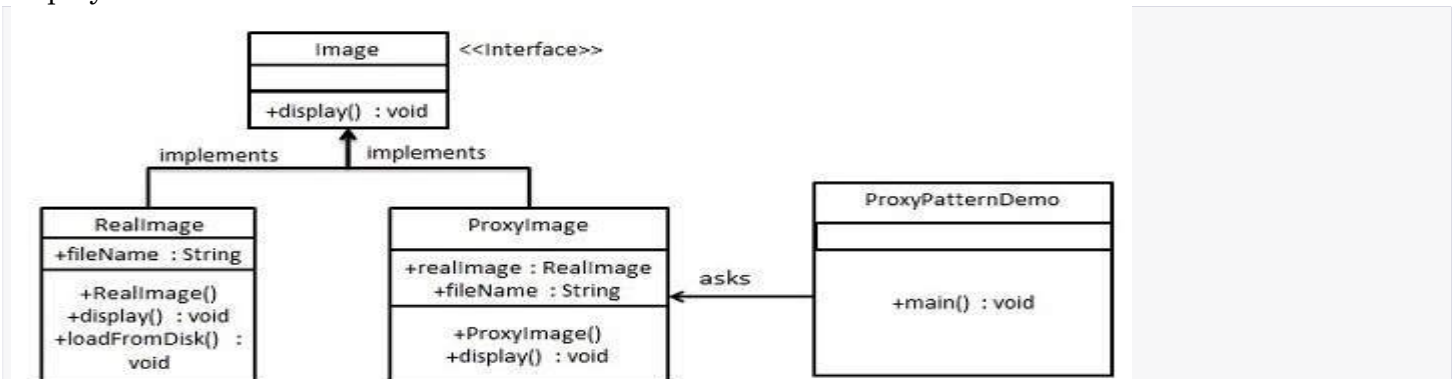 Image
<<Interface>>
+display() : void
implements
implements
RealImage
+fileName : String
+RealImage()
+display() : void
+loadFromDisk() :
void
ProxyImage
+realImage : RealImage
+fileName : String
+ProxyImage()
+display() : void
asks
ProxyPatternDemo
+main() : void